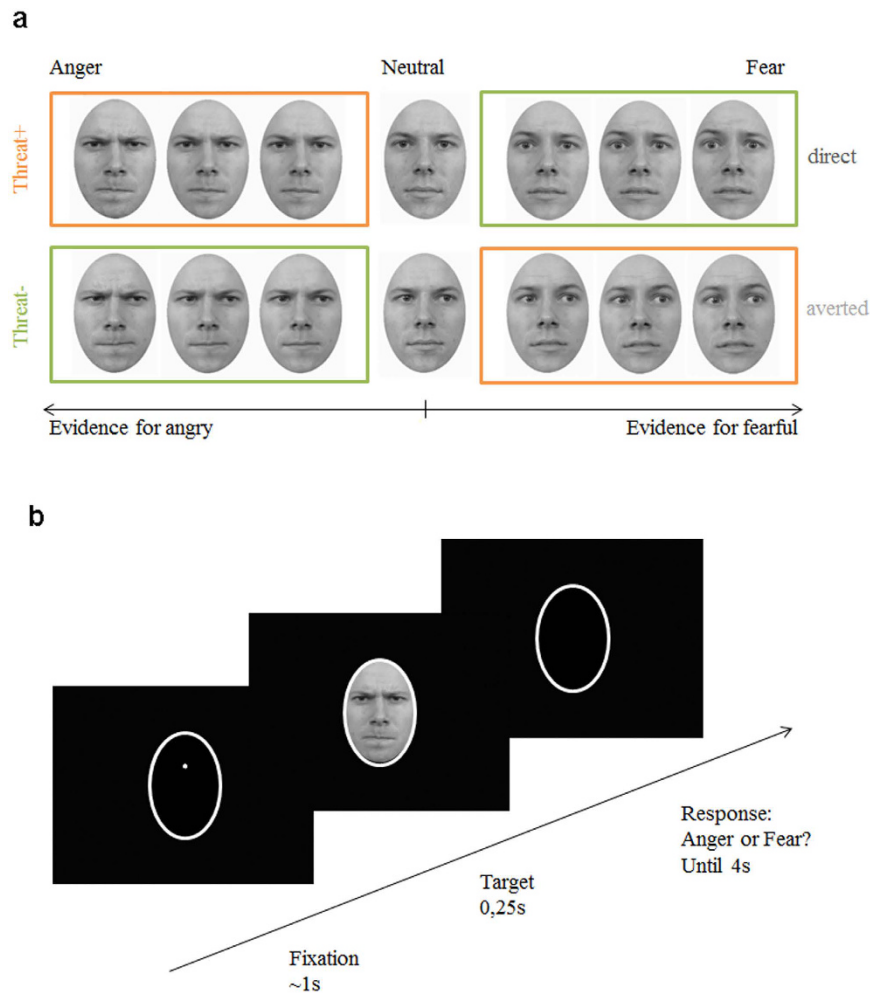 a
Anger Neutral Fear
Threat+
direct
Threat-
averted
Evidence for angry Evidence for fearful
b
Response:
Anger or Fear?
Until 4s
Target
0,25s
Fixation
~1s